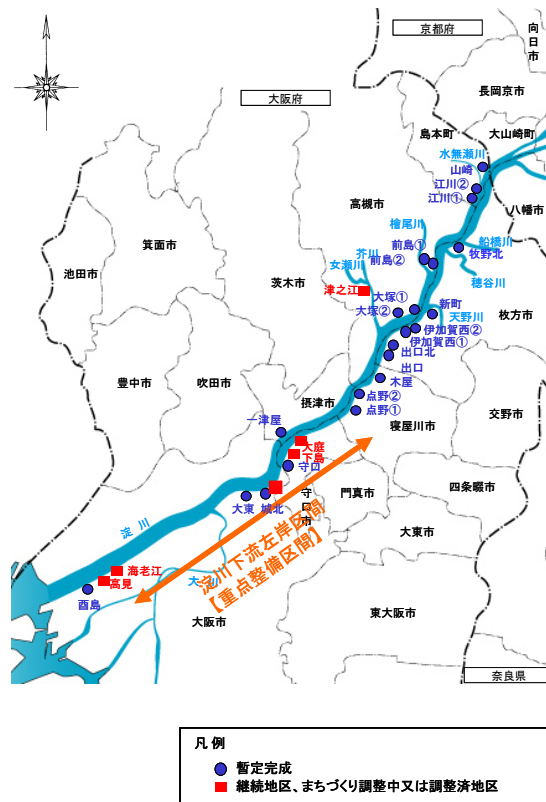 京都府
向日市
長岡京市
大阪府
島本町
大山崎町
水無瀬川
山崎
江川②
江川①
高槻市
八幡市
檜尾川
船橋川
牧野北
前島①
前島②
穂谷川
箕面市
芥川
女瀬川
池田市
茨木市
津之江
大塚①
大塚②
新町
天野川
枚方市
伊加賀西②
伊加賀西①
出口北
出口
豊中市
吹田市
木屋
摂津市
点野②
点野①
交野市
一津屋
寝屋川市
大庭
下島
守口
門真市
四条畷市
守口市
大東
城北
淀川
大東市
淀川下流左岸区間
【重点整備区間】
海老江
高見
大川
酉島
大阪市
東大阪市
奈良県
凡例
暫定完成
継続地区、まちづくり調整中又は調整済地区